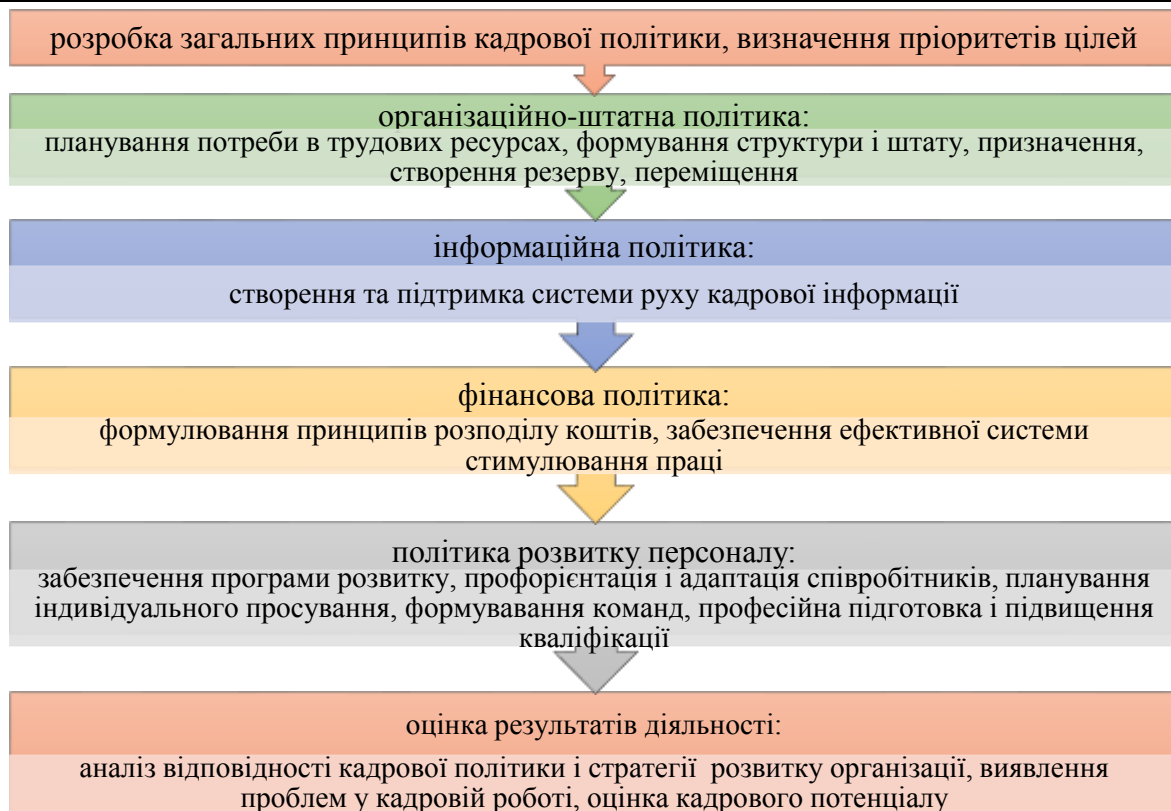 розробка загальних принципів кадрової політики, визначення пріоритетів цілей
організаційно-штатна політика:
планування потреби в трудових ресурсах, формування структури і штату, призначення,
створення резерву, переміщення
інформаційна політика:
створення та підтримка системи руху кадрової інформації
фінансова політика:
формулювання принципів розподілу коштів, забезпечення ефективної системи
стимулювання праці
політика розвитку персоналу:
забезпечення програми розвитку, профорієнтація і адаптація співробітників, планування
індивідуального просування, формувавання команд, професійна підготовка і підвищення
кваліфікації
оцінка результатів діяльності:
аналіз відповідності кадрової політики і стратегії розвитку організації, виявлення
проблем у кадровій роботі, оцінка кадрового потенціалу